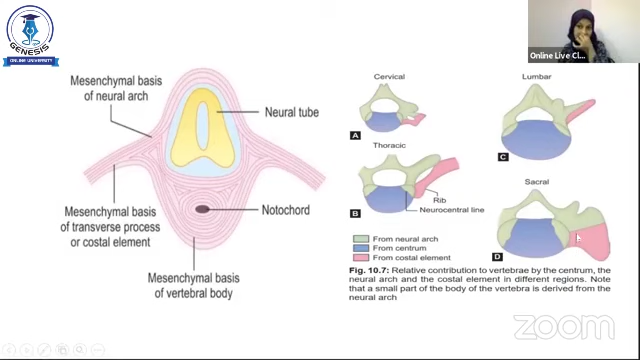 GENESIS
ONLINE UNIVERSITY
Online Live Cl...
Mesenchymal basis
of neural arch
Neural tube
Mesenchymal basis
of transverse process
or costal element
Notochord
Mesenchymal basis
of vertebral body
Cervical
A
Lumbar
C
Thoracic
B
Rib
Neurocentral line
Sacral
D
From neural arch
From centrum
From costal element
Fig. 10.7: Relative contribution to vertebrae by the centrum, the
neural arch and the costal element in different regions. Note
that a small part of the body of the vertebra is derived from the
neural arch
zoom